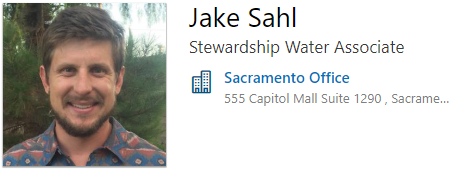 Jake Sahl
Stewardship Water Associate
Sacramento Office
555 Capitol Mall Suite 1290 , Sacrame...